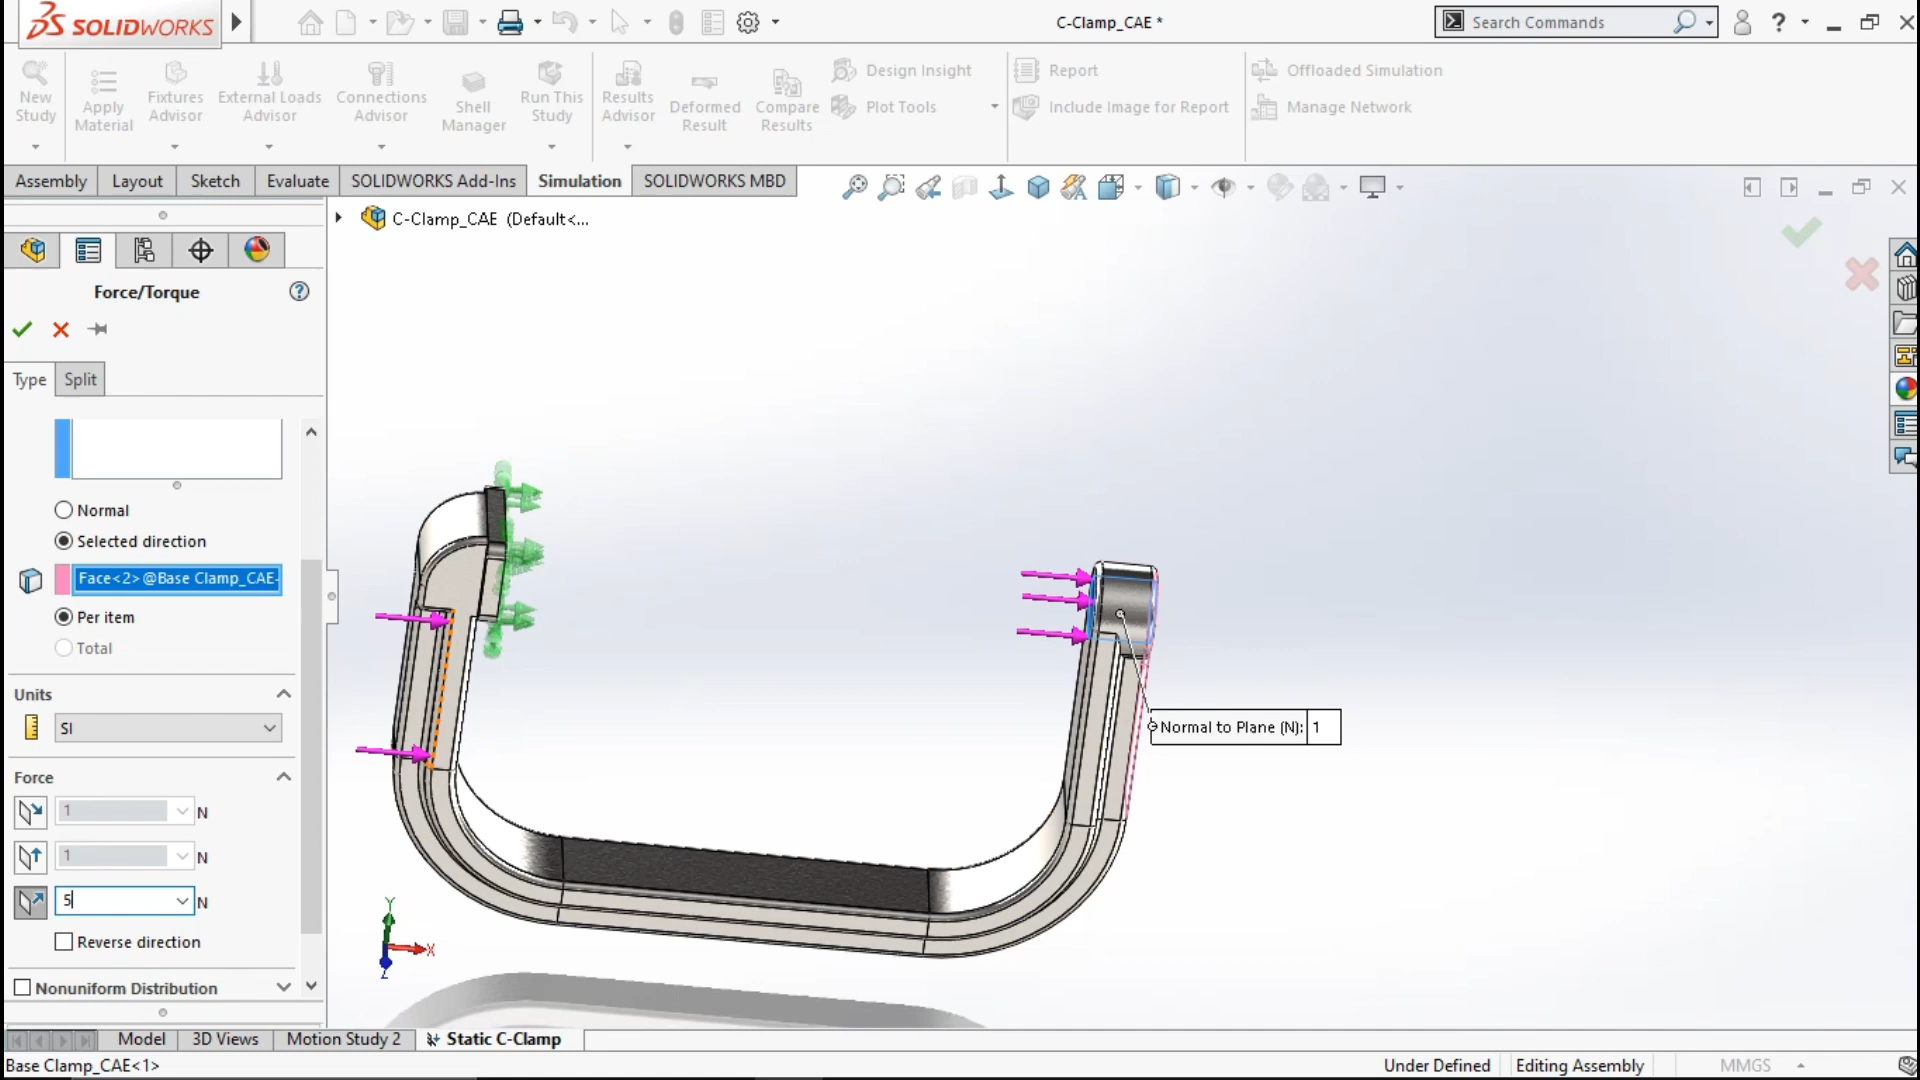 SOLIDWORKS
C-Clamp_CAE *
Search Commands
?
New Study
Apply Material
Fixtures Advisor
External Loads Advisor
Connections Advisor
Shell Manager
Run This Study
Results Advisor
Deformed Result
Compare Results
Design Insight
Plot Tools
Report
Include Image for Report
Offloaded Simulation
Manage Network
Assembly
Layout
Sketch
Evaluate
SOLIDWORKS Add-Ins
Simulation
SOLIDWORKS MBD
C-Clamp_CAE (Default<...
Force/Torque
?
Type
Split
Normal
Selected direction
Face<2>@Base Clamp_CAE-
Per item
Total
Units
SI
Force
1 N
1 N
5 N
Reverse direction
Nonuniform Distribution
Normal to Plane (N): 1
Y
X
Z
Model
3D Views
Motion Study 2
Static C-Clamp
Base Clamp_CAE<1>
Under Defined
Editing Assembly
MMGS